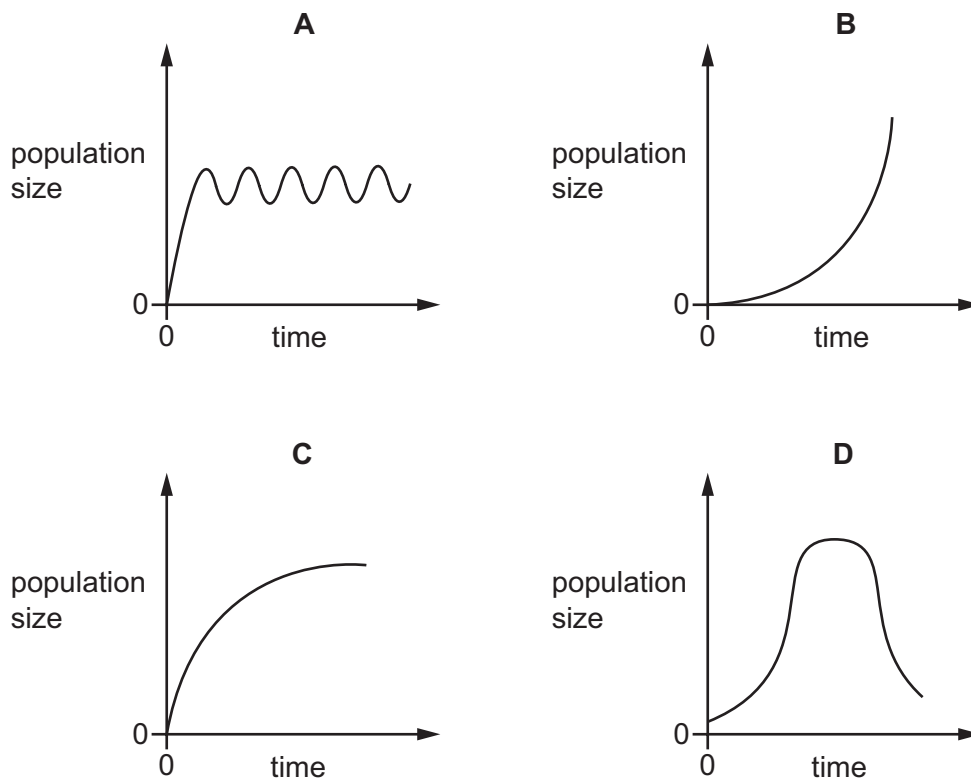 A
population
size
0
0
time
B
population
size
0
0
time
C
population
size
0
0
time
D
population
size
0
0
time